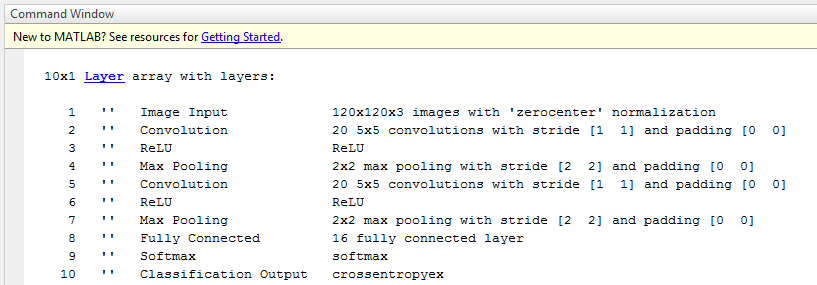 Command Window
New to MATLAB? See resources for Getting Started.
10x1 Layer array with layers:
1 '' Image Input 120x120x3 images with 'zerocenter' normalization
2 '' Convolution 20 5x5 convolutions with stride [1 1] and padding [0 0]
3 '' ReLU ReLU
4 '' Max Pooling 2x2 max pooling with stride [2 2] and padding [0 0]
5 '' Convolution 20 5x5 convolutions with stride [1 1] and padding [0 0]
6 '' ReLU ReLU
7 '' Max Pooling 2x2 max pooling with stride [2 2] and padding [0 0]
8 '' Fully Connected 16 fully connected layer
9 '' Softmax softmax
10 '' Classification Output crossentropyex